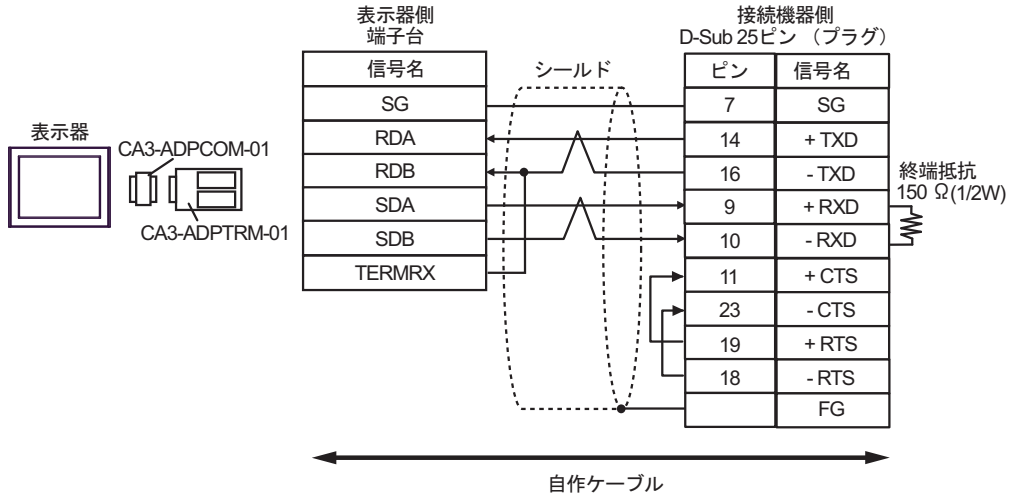 表示器側
端子台
接続機器側
D-Sub 25ピン （プラグ）
信号名
シールド
ピン
信号名
SG
7
SG
RDA
14
+ TXD
RDB
16
- TXD
SDA
9
+ RXD
SDB
10
- RXD
TERMRX
11
+ CTS
23
- CTS
19
+ RTS
18
- RTS
FG
表示器
CA3-ADPCOM-01
CA3-ADPTRM-01
終端抵抗
150 Ω(1/2W)
自作ケーブル